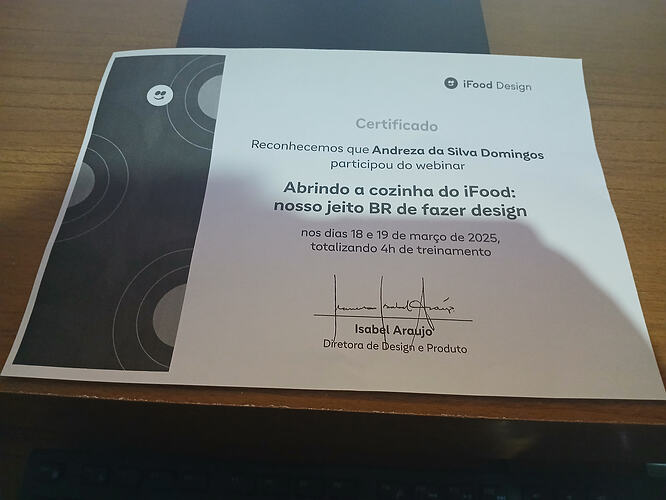 iFood Design
Certificado
Reconhecemos que Andreza da Silva Domingos
participou do webinar
Abrindo a cozinha do iFood:
nosso jeito BR de fazer design
nos dias 18 e 19 de março de 2025,
totalizando 4h de treinamento
Isabel Araujo
Diretora de Design e Produto